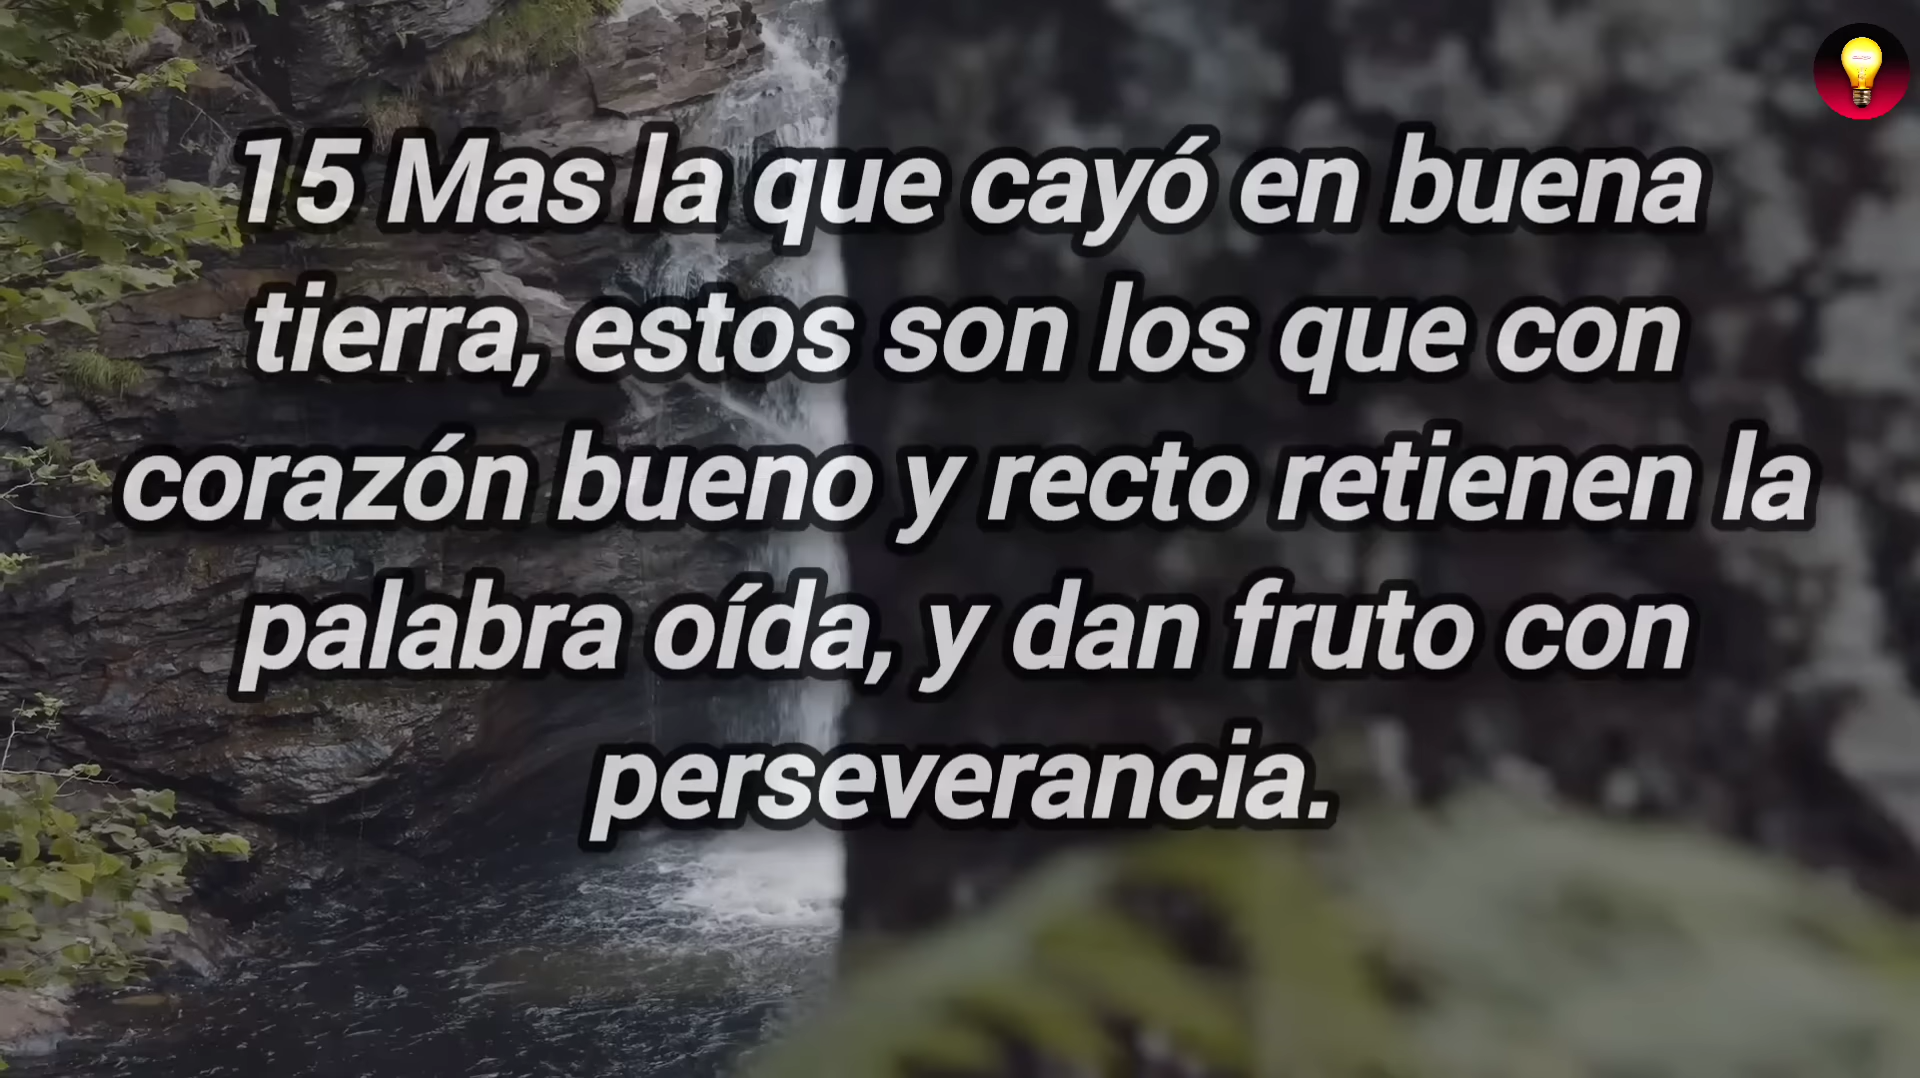 15 Mas la que cayó en buena
tierra, estos son los que con
corazón bueno y recto retienen la
palabra oída, y dan fruto con
perseverancia.